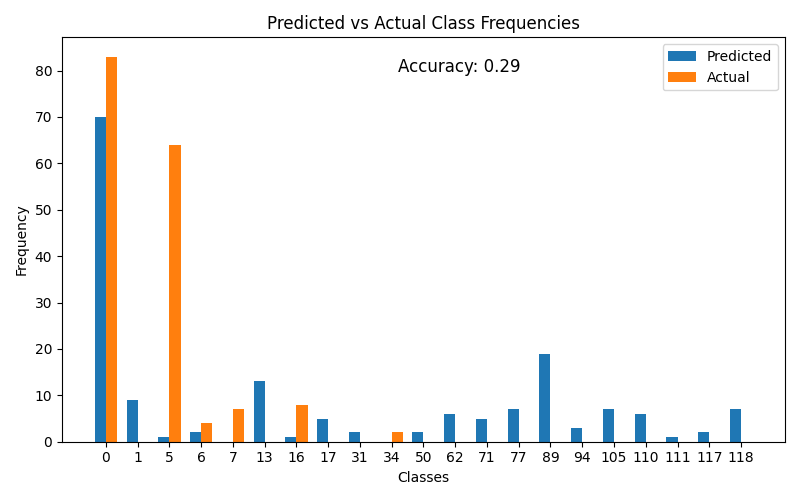 Predicted vs Actual Class Frequencies
Accuracy: 0.29
Predicted
Actual
Frequency
80
70
60
50
40
30
20
10
0
0 1 5 6 7 13 16 17 31 34 50 62 71 77 89 94 105 110 111 117 118
Classes